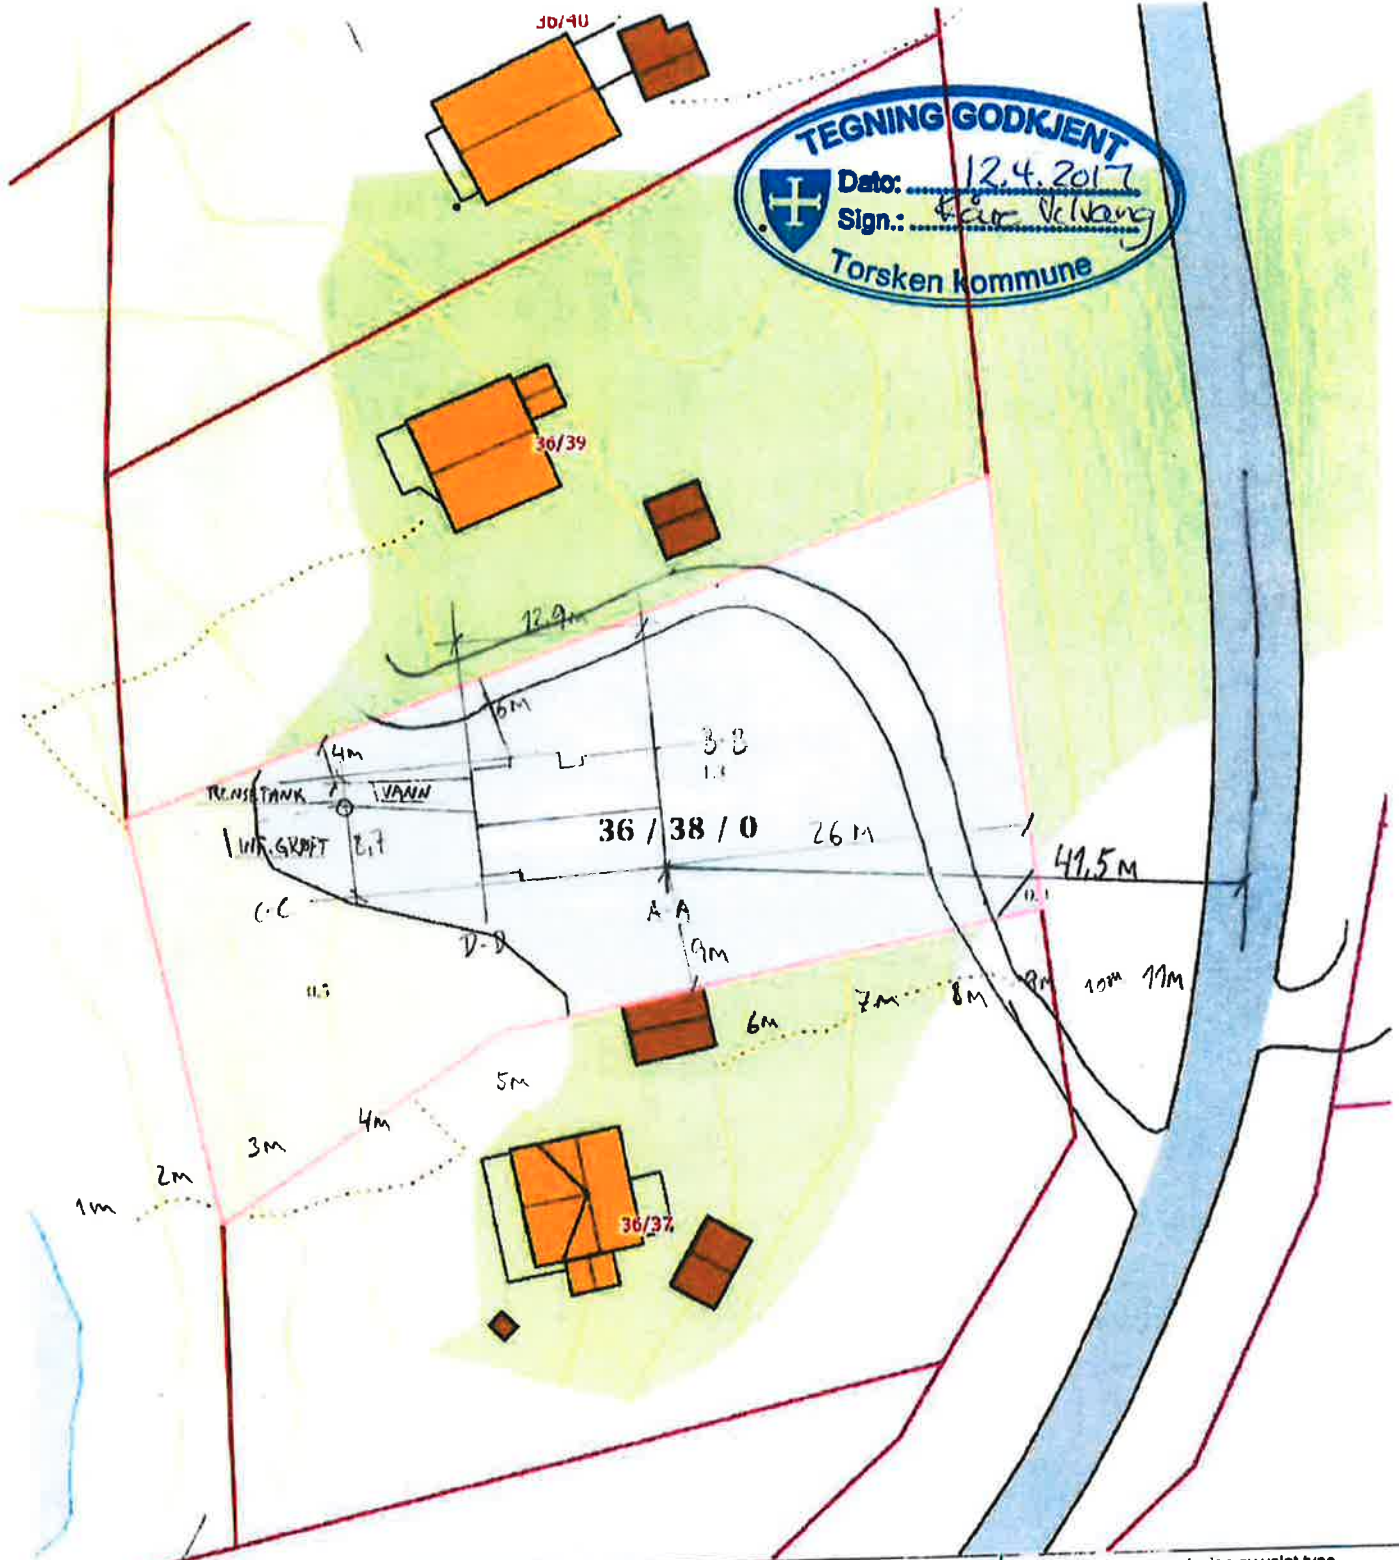 36/40
TEGNING GODKJENT
Dato: 12.4.2017
Sign.:
Torsken kommune
36/39
12,9m
6M
4m
B-B
RENSETANK
VANN
36 / 38 / 0
26 M
INF.GRØFT
8,7
41,5M
C-C
A-A
D-D
9m
7m
8M
9m
10m
11m
6m
5m
4m
3m
2m
1m
36/37